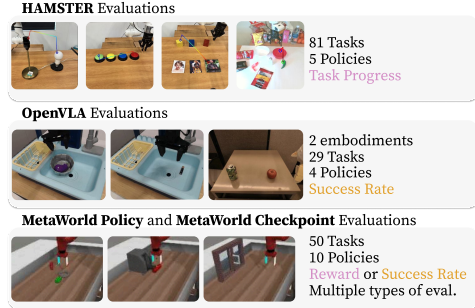 HAMSTER Evaluations
81 Tasks
5 Policies
Task Progress
OpenVLA Evaluations
2 embodiments
29 Tasks
4 Policies
Success Rate
MetaWorld Policy and MetaWorld Checkpoint Evaluations
50 Tasks
10 Policies
Reward or Success Rate
Multiple types of eval.